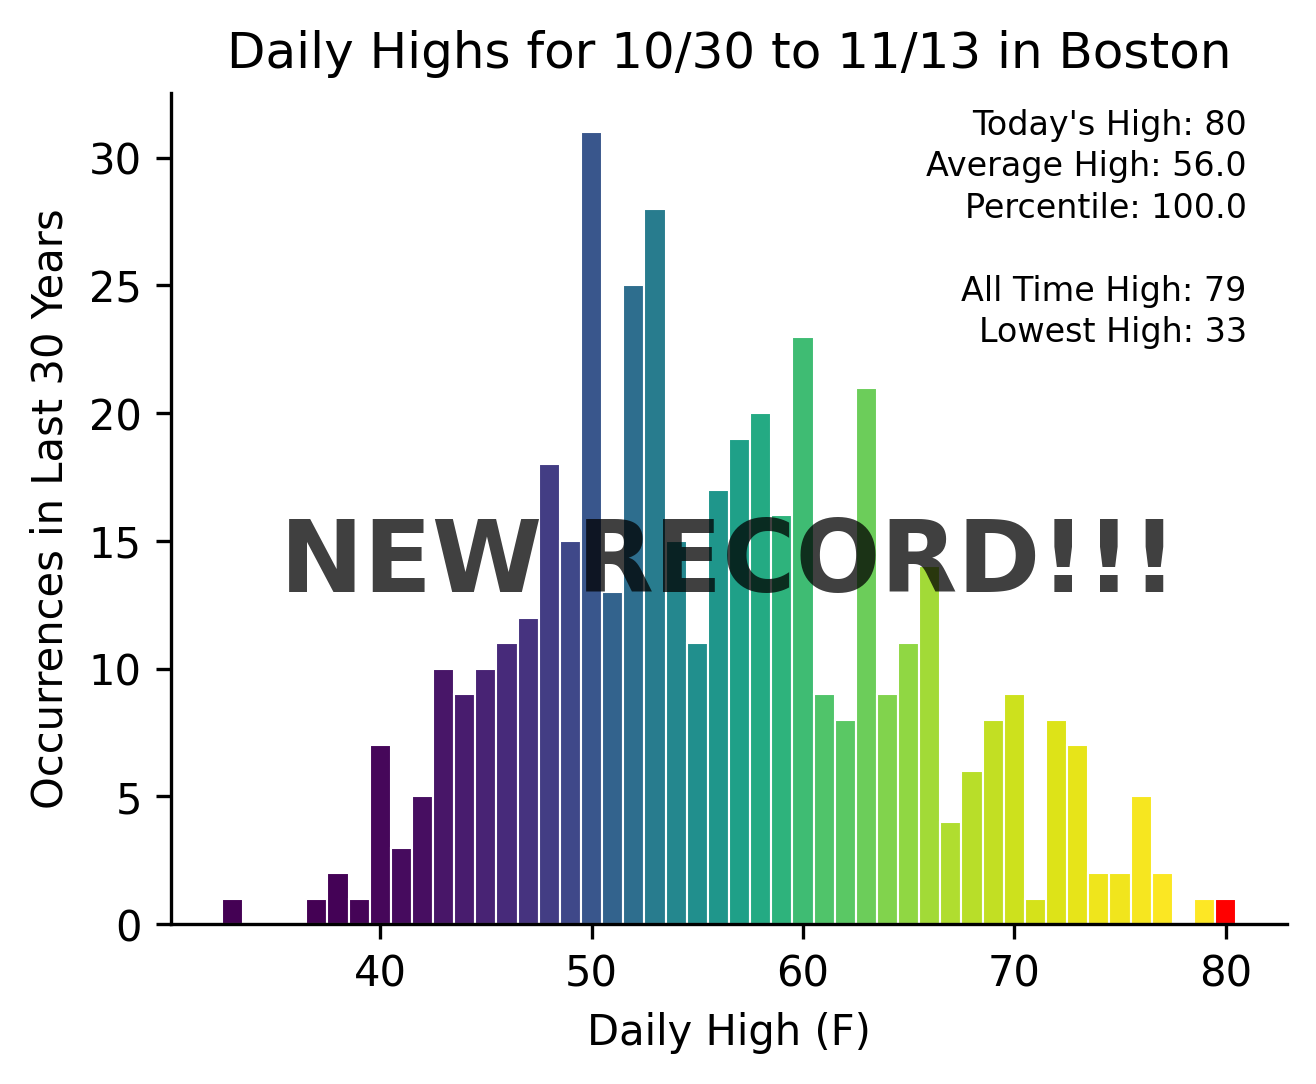 Daily Highs for 10/30 to 11/13 in Boston
Today's High: 80
Average High: 56.0
Percentile: 100.0
All Time High: 79
Lowest High: 33
NEW RECORD!!!
Occurrences in Last 30 Years
30
25
20
15
10
5
0
40 50 60 70 80
Daily High (F)